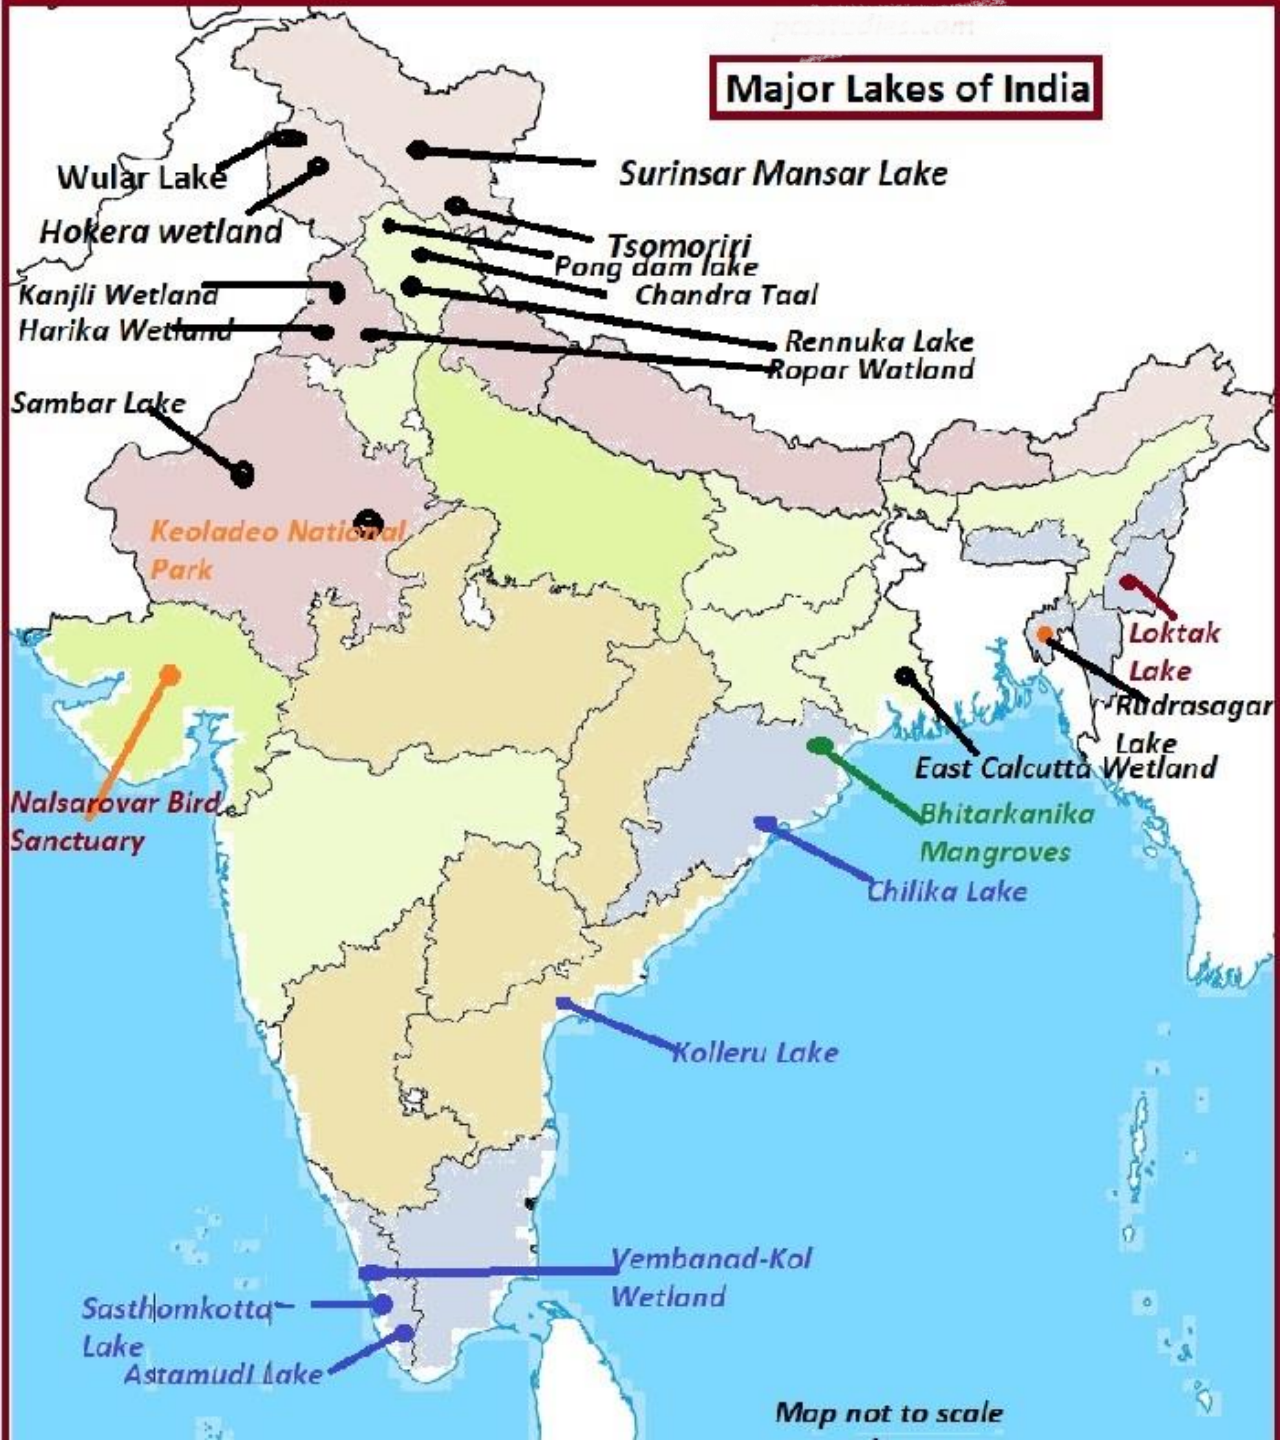 pcsstudies.com
Major Lakes of India
Wular Lake
Surinsar Mansar Lake
Hokera wetland
Tsomoriri
Pong dam lake
Kanjli Wetland
Chandra Taal
Harika Wetland
Rennuka Lake
Ropar Watland
Sambar Lake
Keoladeo National
Park
Loktak
Lake
Rudrasagar
Lake
East Calcutta Wetland
Nalsarovar Bird
Sanctuary
Bhitarkanika
Mangroves
Chilika Lake
Kolleru Lake
Vembanad-Kol
Wetland
Sasthomkotta
Lake
Astamudi Lake
Map not to scale